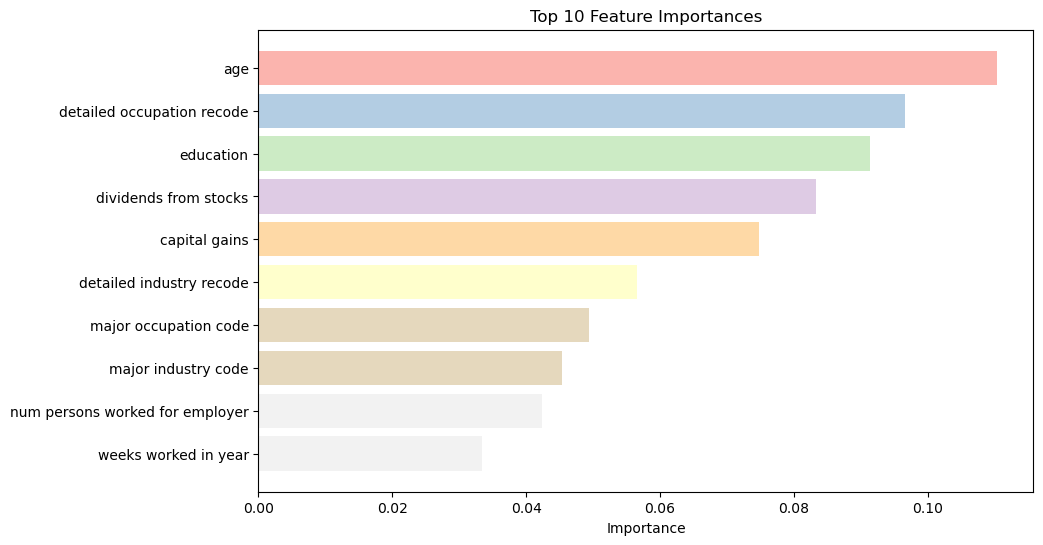 Top 10 Feature Importances
age
detailed occupation recode
education
dividends from stocks
capital gains
detailed industry recode
major occupation code
major industry code
num persons worked for employer
weeks worked in year
0.00 0.02 0.04 0.06 0.08 0.10
Importance